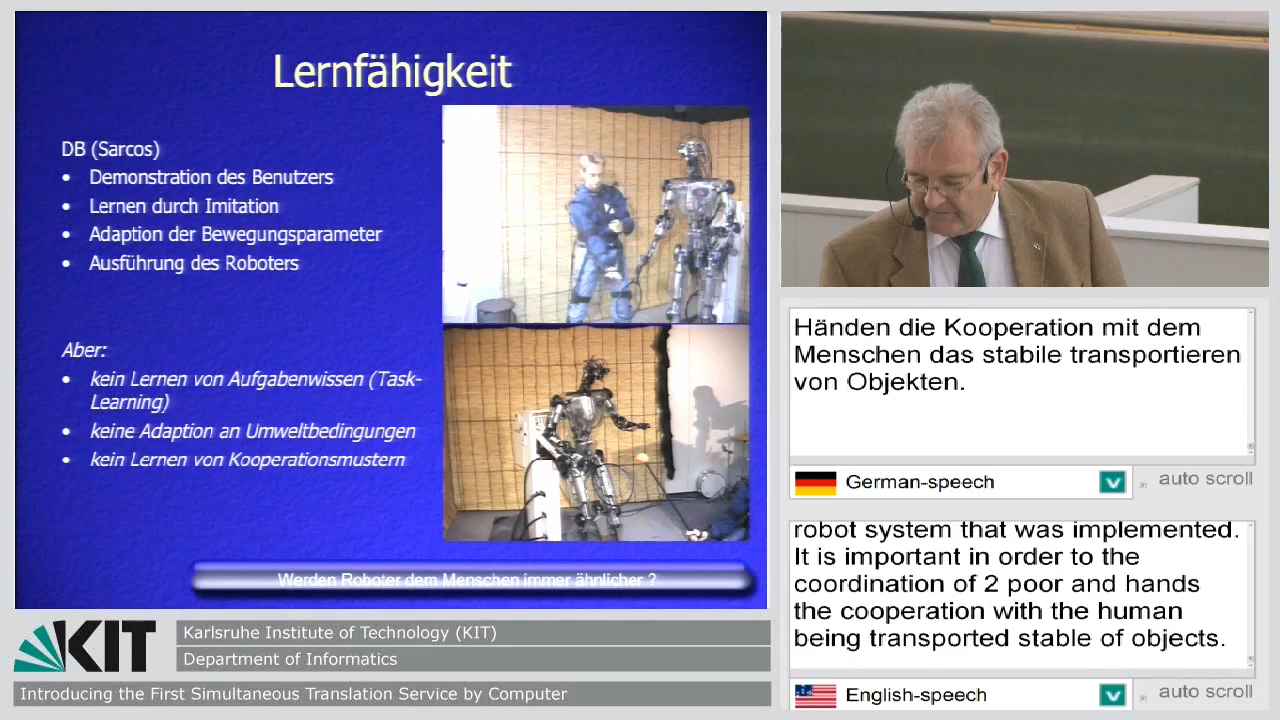 Lernfähigkeit
DB (Sarcos)
• Demonstration des Benutzers
• Lernen durch Imitation
• Adaption der Bewegungsparameter
• Ausführung des Roboters
Aber:
• kein Lernen von Aufgabenwissen (Task-
Learning)
• keine Adaption an Umweltbedingungen
• kein Lernen von Kooperationsmustern
Werden Roboter dem Menschen immer ähnlicher ?
Händen die Kooperation mit dem
Menschen das stabile transportieren
von Objekten.
German-speech
auto scroll
robot system that was implemented.
It is important in order to the
coordination of 2 poor and hands
the cooperation with the human
being transported stable of objects.
English-speech
auto scroll
KIT
Karlsruhe Institute of Technology (KIT)
Department of Informatics
Introducing the First Simultaneous Translation Service by Computer